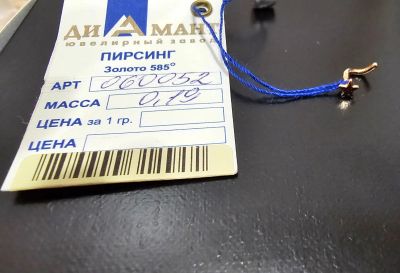 ДИАМАНТ
ювелирный завод
ПИРСИНГ
Золото 585°
АРТ 060052
МАССА 0,19
ЦЕНА за 1 гр.
ЦЕНА